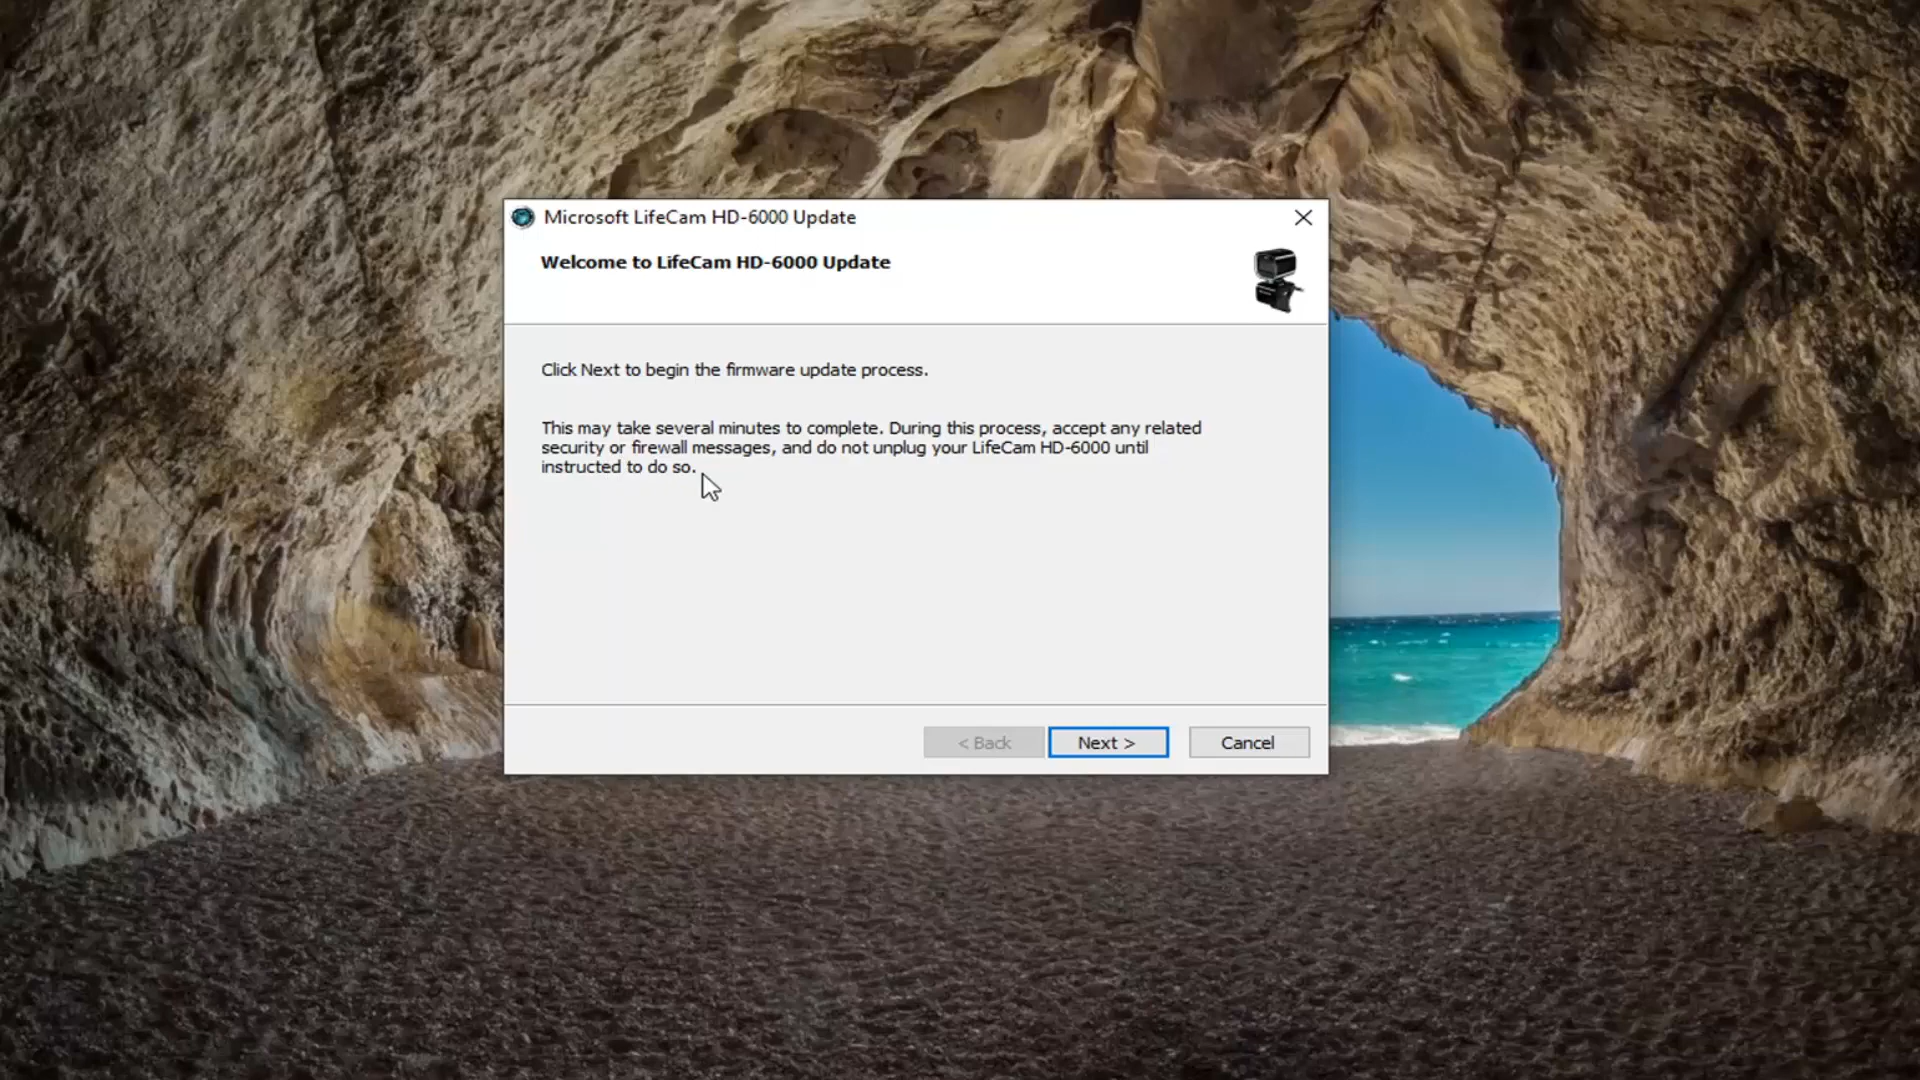 Microsoft LifeCam HD-6000 Update
Welcome to LifeCam HD-6000 Update
Click Next to begin the firmware update process.
This may take several minutes to complete. During this process, accept any related
security or firewall messages, and do not unplug your LifeCam HD-6000 until
instructed to do so.
< Back
Next >
Cancel